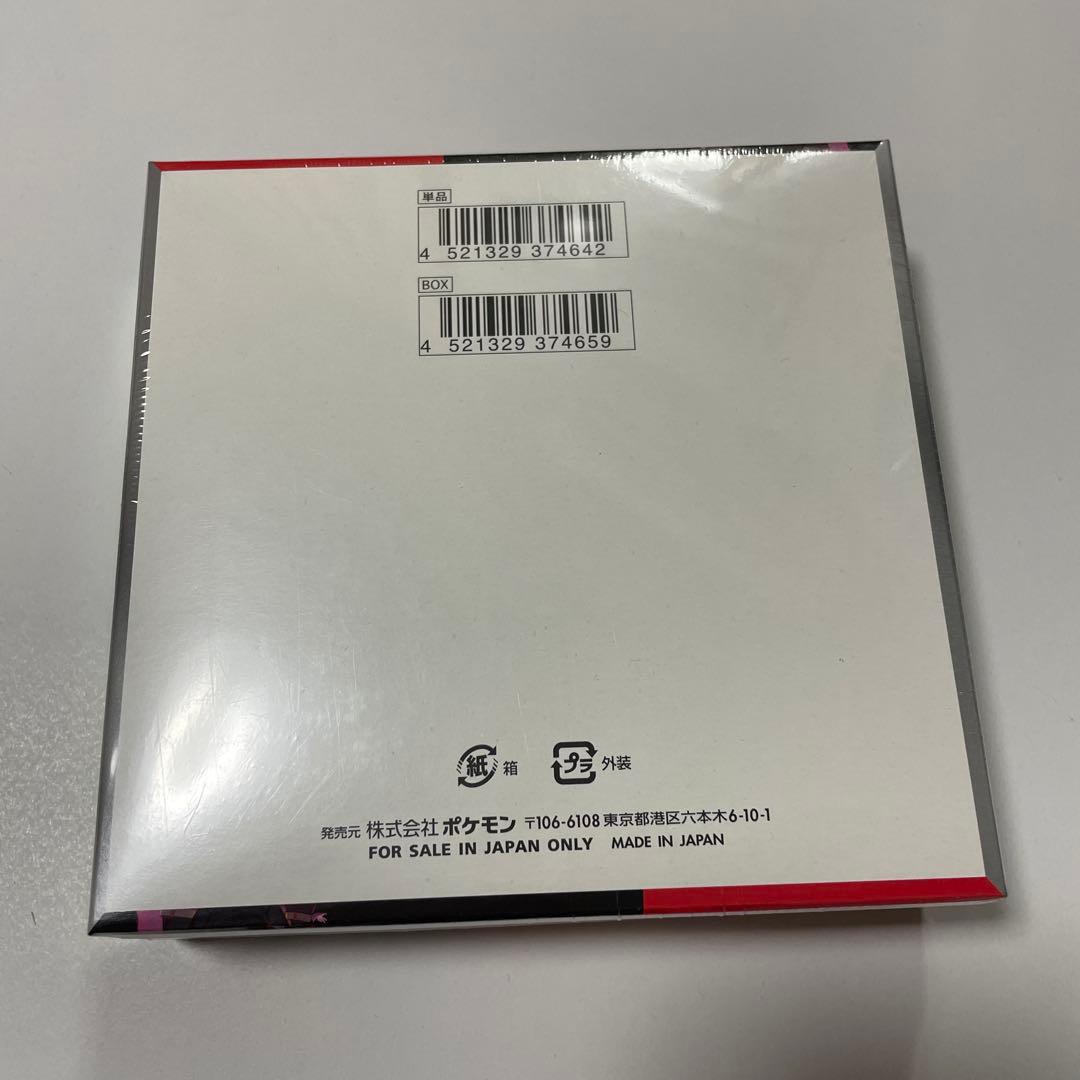 単品
4 521329 374642
BOX
4 521329 374659
紙 箱 プラ 外装
発売元 株式会社ポケモン 〒106-6108 東京都港区六本木6-10-1
FOR SALE IN JAPAN ONLY MADE IN JAPAN